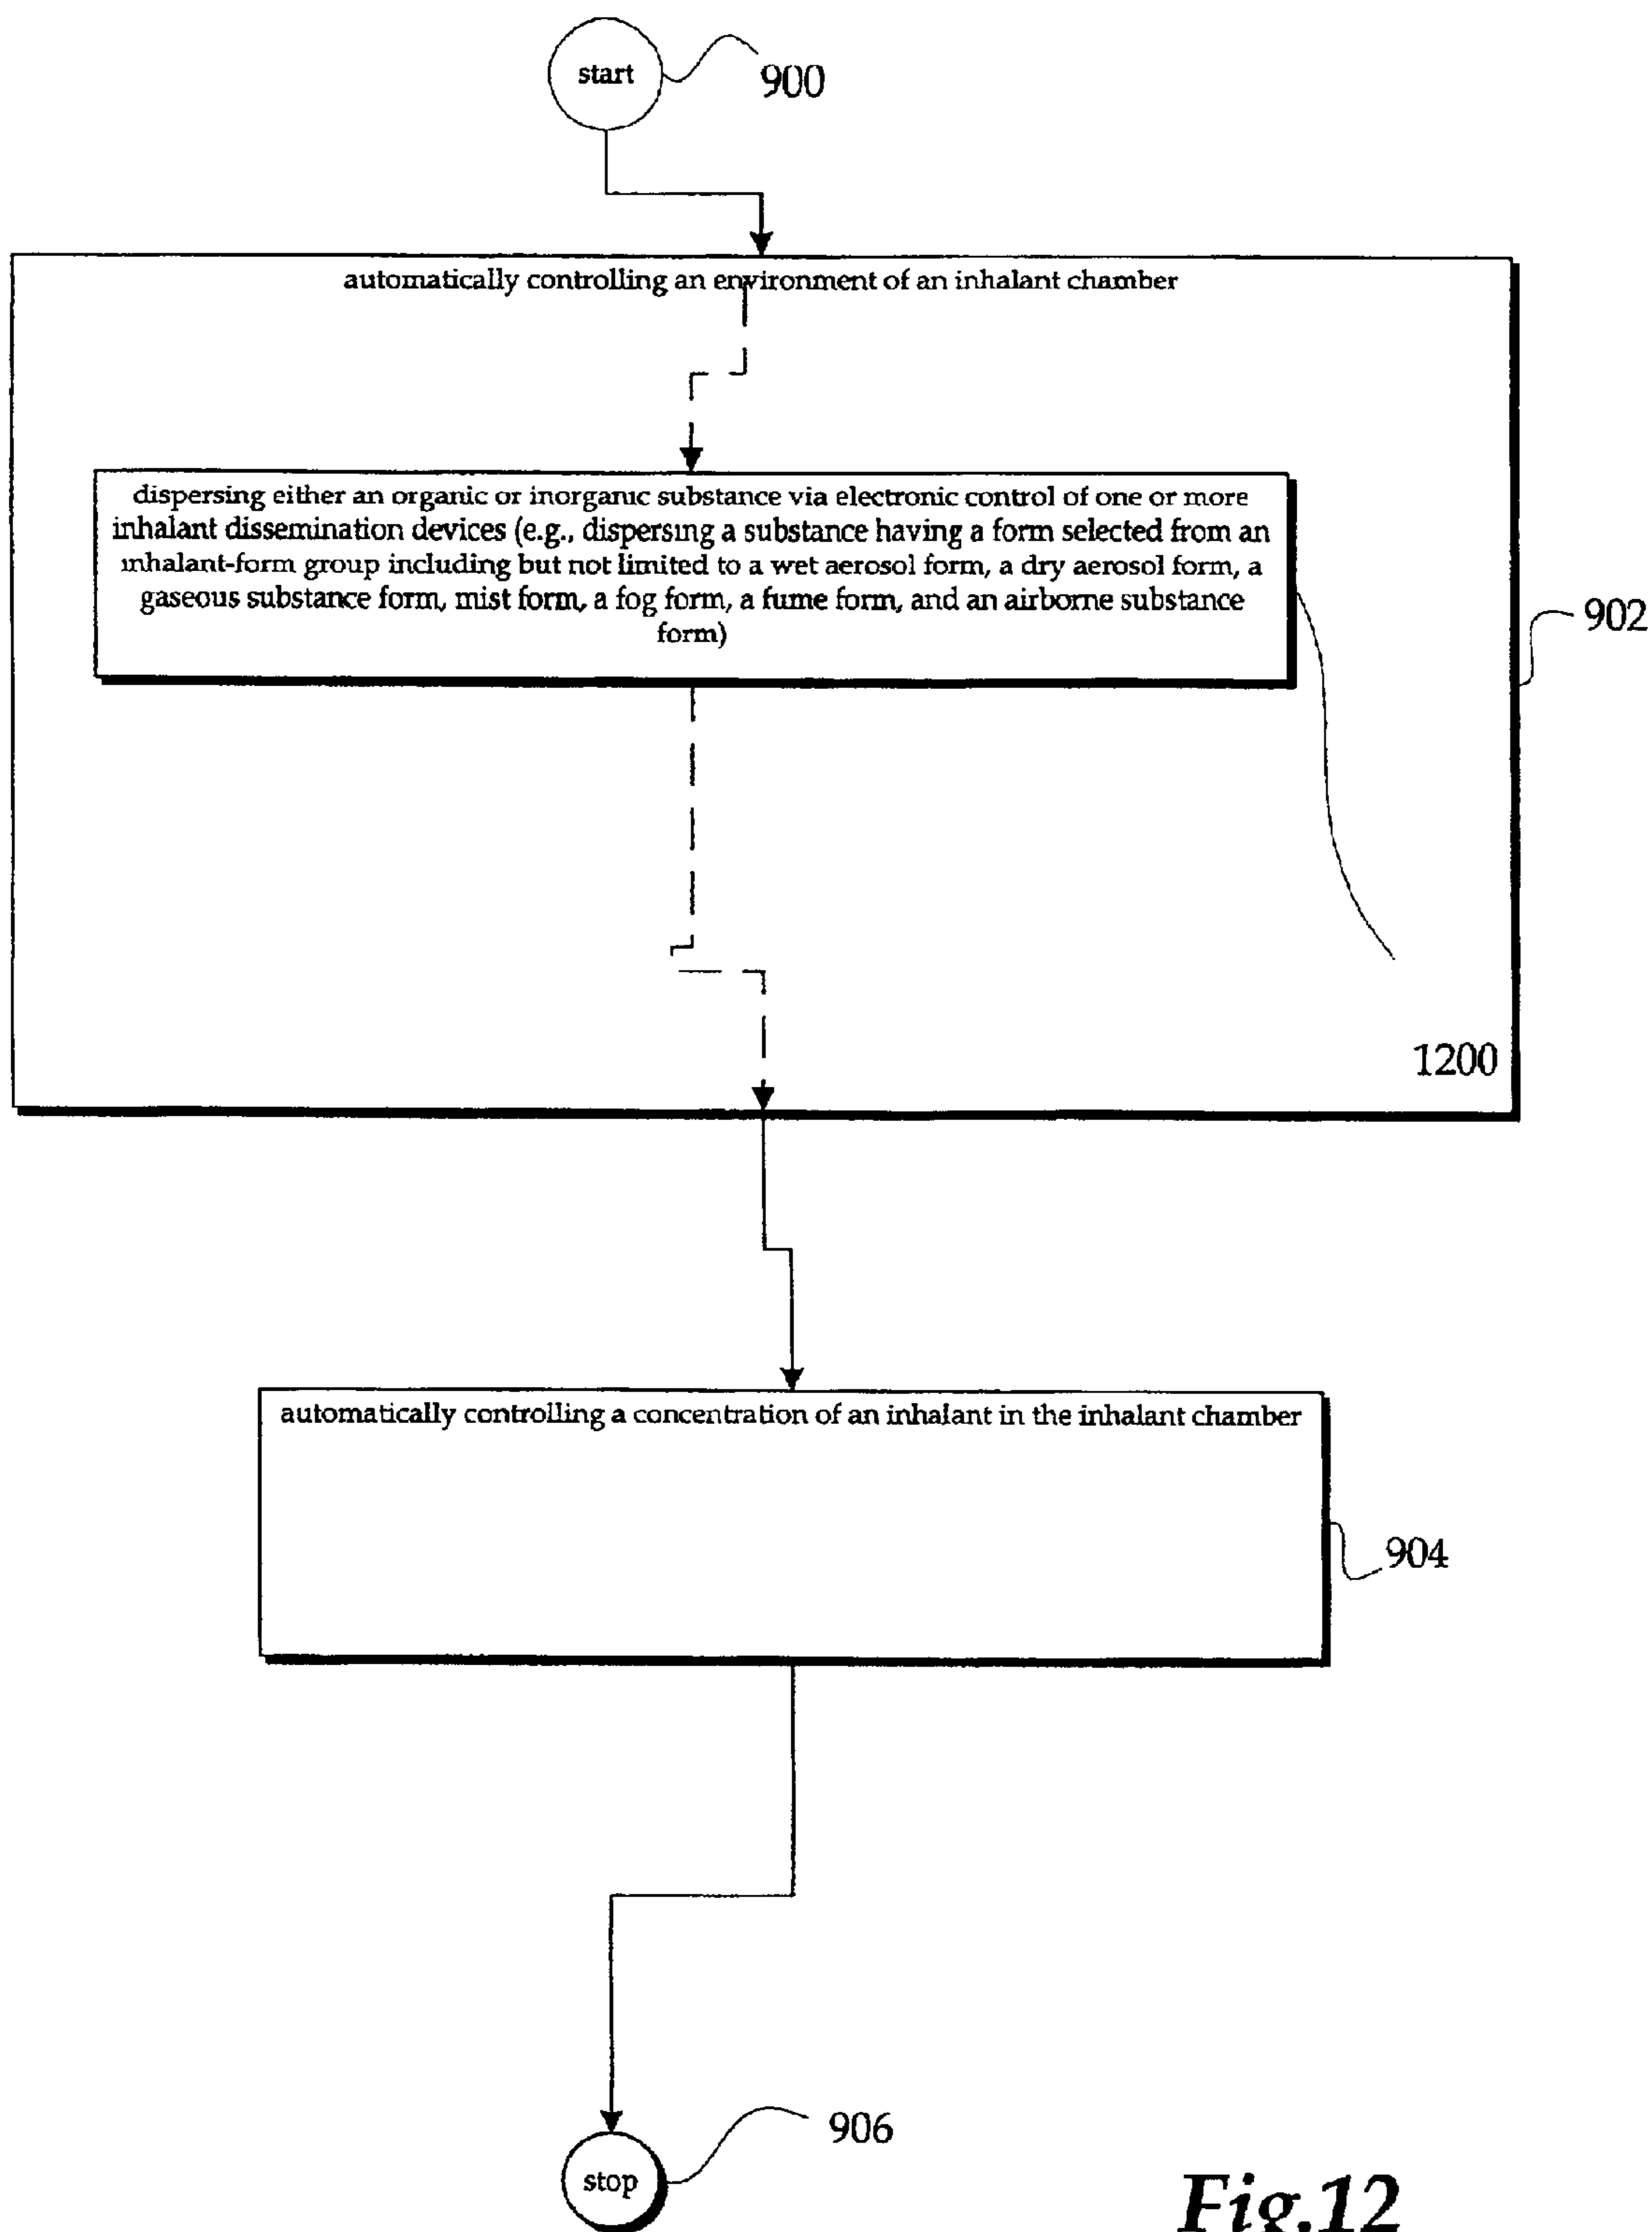 start
900
automatically controlling an environment of an inhalant chamber
dispersing either an organic or inorganic substance via electronic control of one or more
inhalant dissemination devices (e.g., dispersing a substance having a form selected from an
inhalant-form group including but not limited to a wet aerosol form, a dry aerosol form, a
gaseous substance form, mist form, a fog form, a fume form, and an airborne substance
form)
902
1200
automatically controlling a concentration of an inhalant in the inhalant chamber
904
906
stop
Fig.12